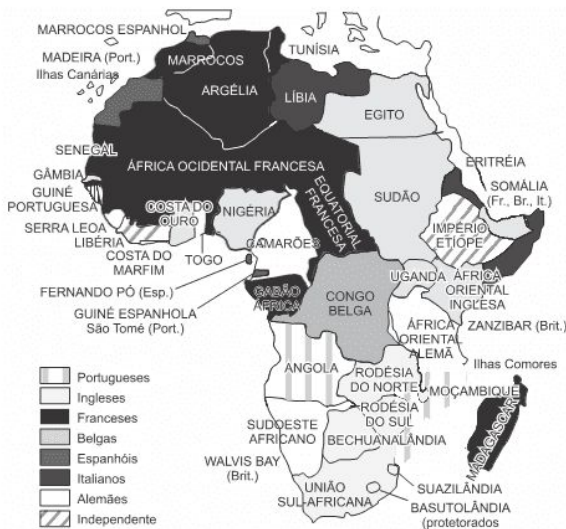 MARROCOS ESPANHOL
MADEIRA (Port.)
Ilhas Canárias
MARROCOS
TUNÍSIA
ARGÉLIA
LÍBIA
EGITO
SENEGAL
GÂMBIA
GUINÉ
PORTUGUESA
SERRA LEOA
LIBÉRIA
COSTA DO
MARFIM
ÁFRICA OCIDENTAL FRANCESA
COSTA DO
OURO
TOGO
NIGÉRIA
CAMARÕES
EQUATORIAL
FRANCESA
SUDÃO
ERITRÉIA
SOMÁLIA
(Fr., Br., It.)
IMPÉRIO
ETÍOPE
FERNANDO PÓ (Esp.)
GUINÉ ESPANHOLA
São Tomé (Port.)
GABÃO
ÁFRICA
CONGO
BELGA
UGANDA
ÁFRICA
ORIENTAL
INGLESA
ÁFRICA
ORIENTAL
ALEMÃ
ZANZIBAR (Brit.)
Ilhas Comores
ANGOLA
RODÉSIA
DO NORTE
MOÇAMBIQUE
RODÉSIA
DO SUL
MADAGASCAR
SUDOESTE
AFRICANO
BECHUANALÂNDIA
WALVIS BAY
(Brit.)
UNIÃO
SUL-AFRICANA
SUAZILÂNDIA
BASUTOLÂNDIA
(protetorados
Portugueses
Ingleses
Franceses
Belgas
Espanhóis
Italianos
Alemães
Independente